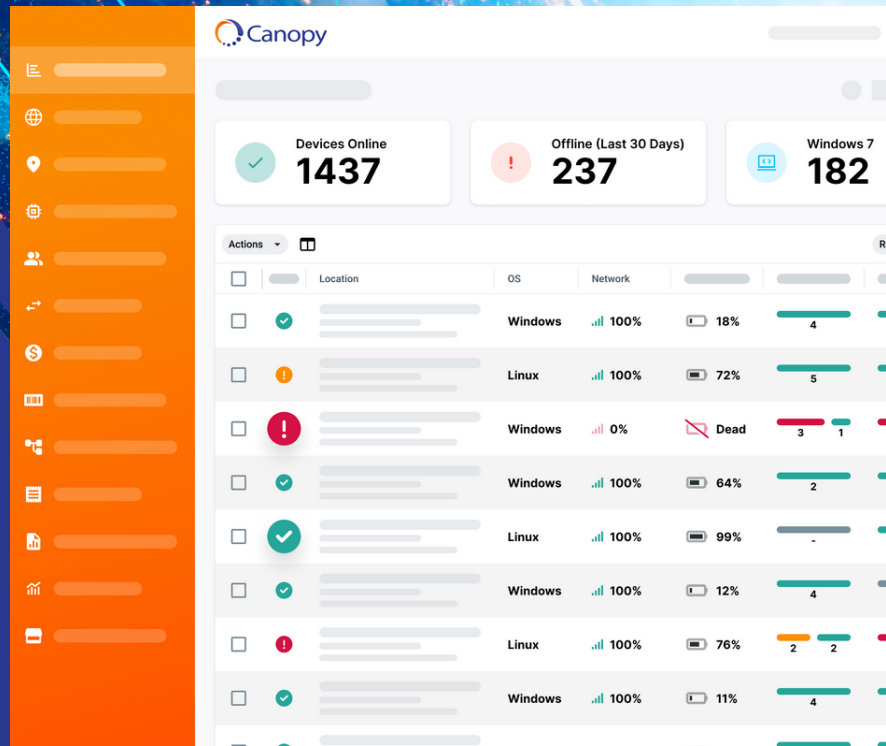 Canopy
Devices Online
1437
Offline (Last 30 Days)
237
Windows 7
182
Actions
R
Location OS Network
Windows 100% 18% 4
Linux 100% 72% 5
Windows 0% Dead 3 1
Windows 100% 64% 2
Linux 100% 99% -
Windows 100% 12% 4
Linux 100% 76% 2 2
Windows 100% 11% 4